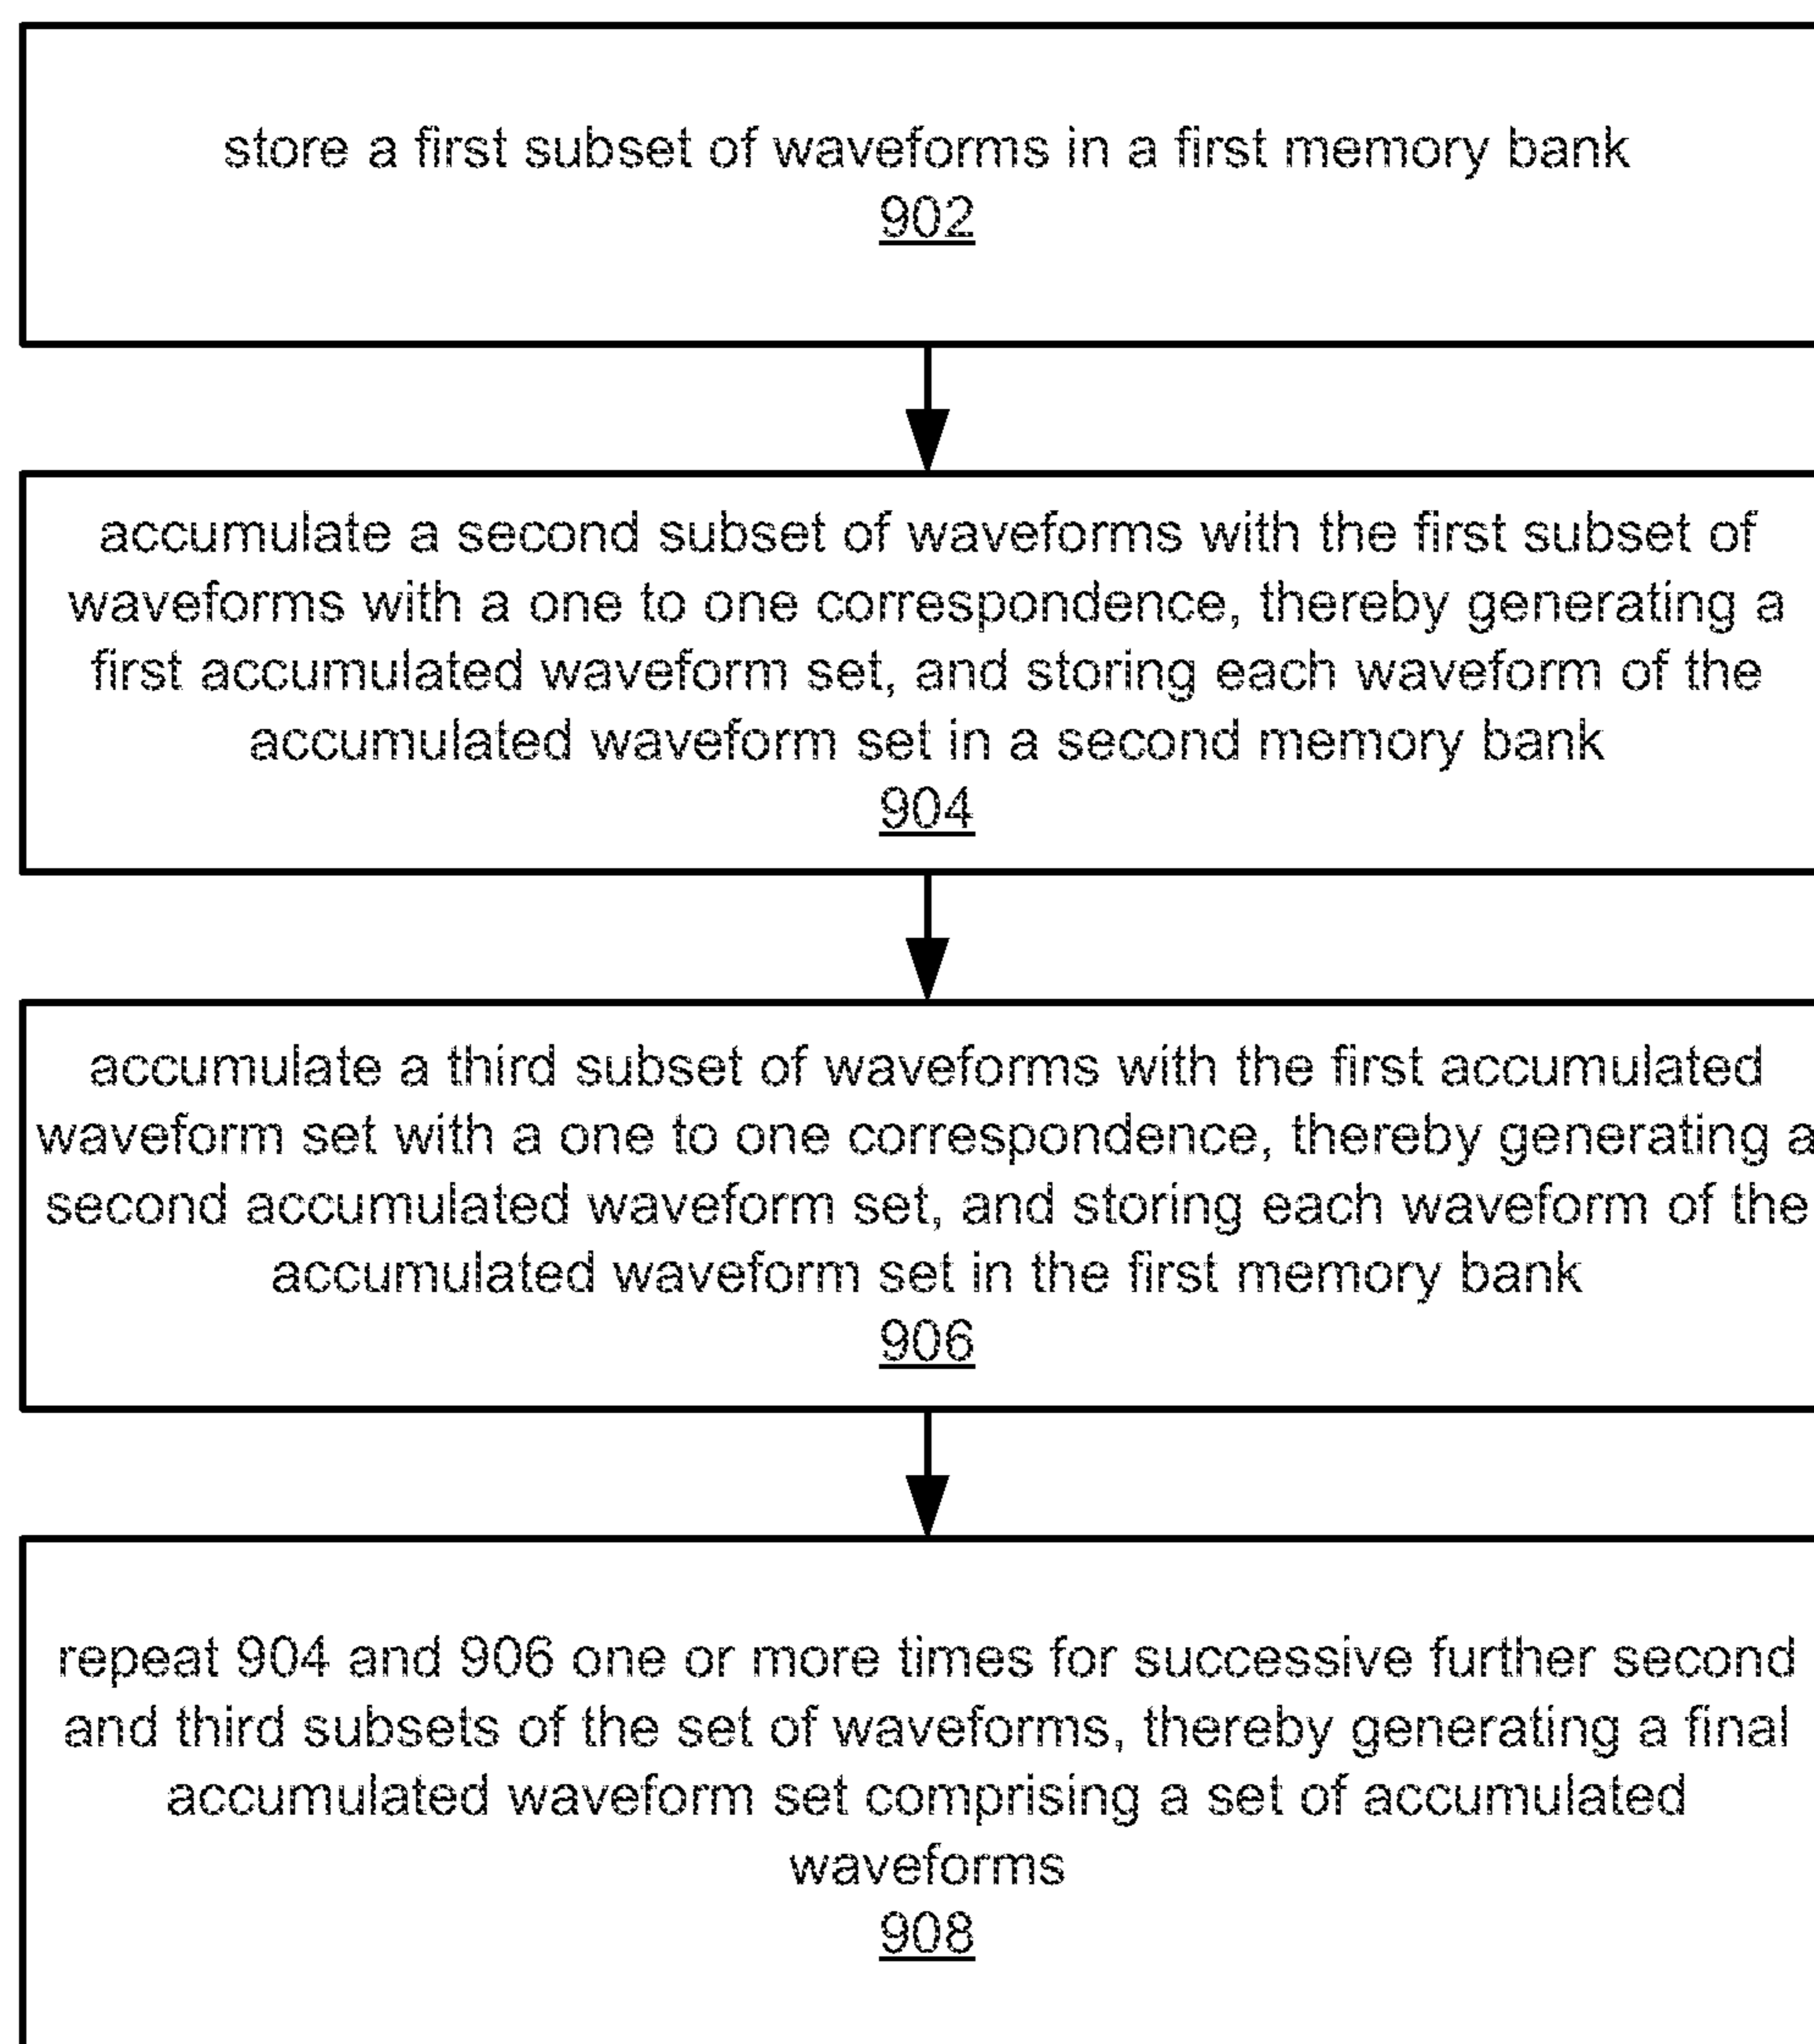 store a first subset of waveforms in a first memory bank
902
accumulate a second subset of waveforms with the first subset of
waveforms with a one to one correspondence, thereby generating a
first accumulated waveform set, and storing each waveform of the
accumulated waveform set in a second memory bank
904
accumulate a third subset of waveforms with the first accumulated
waveform set with a one to one correspondence, thereby generating a
second accumulated waveform set, and storing each waveform of the
accumulated waveform set in the first memory bank
906
repeat 904 and 906 one or more times for successive further second
and third subsets of the set of waveforms, thereby generating a final
accumulated waveform set comprising a set of accumulated
waveforms
908